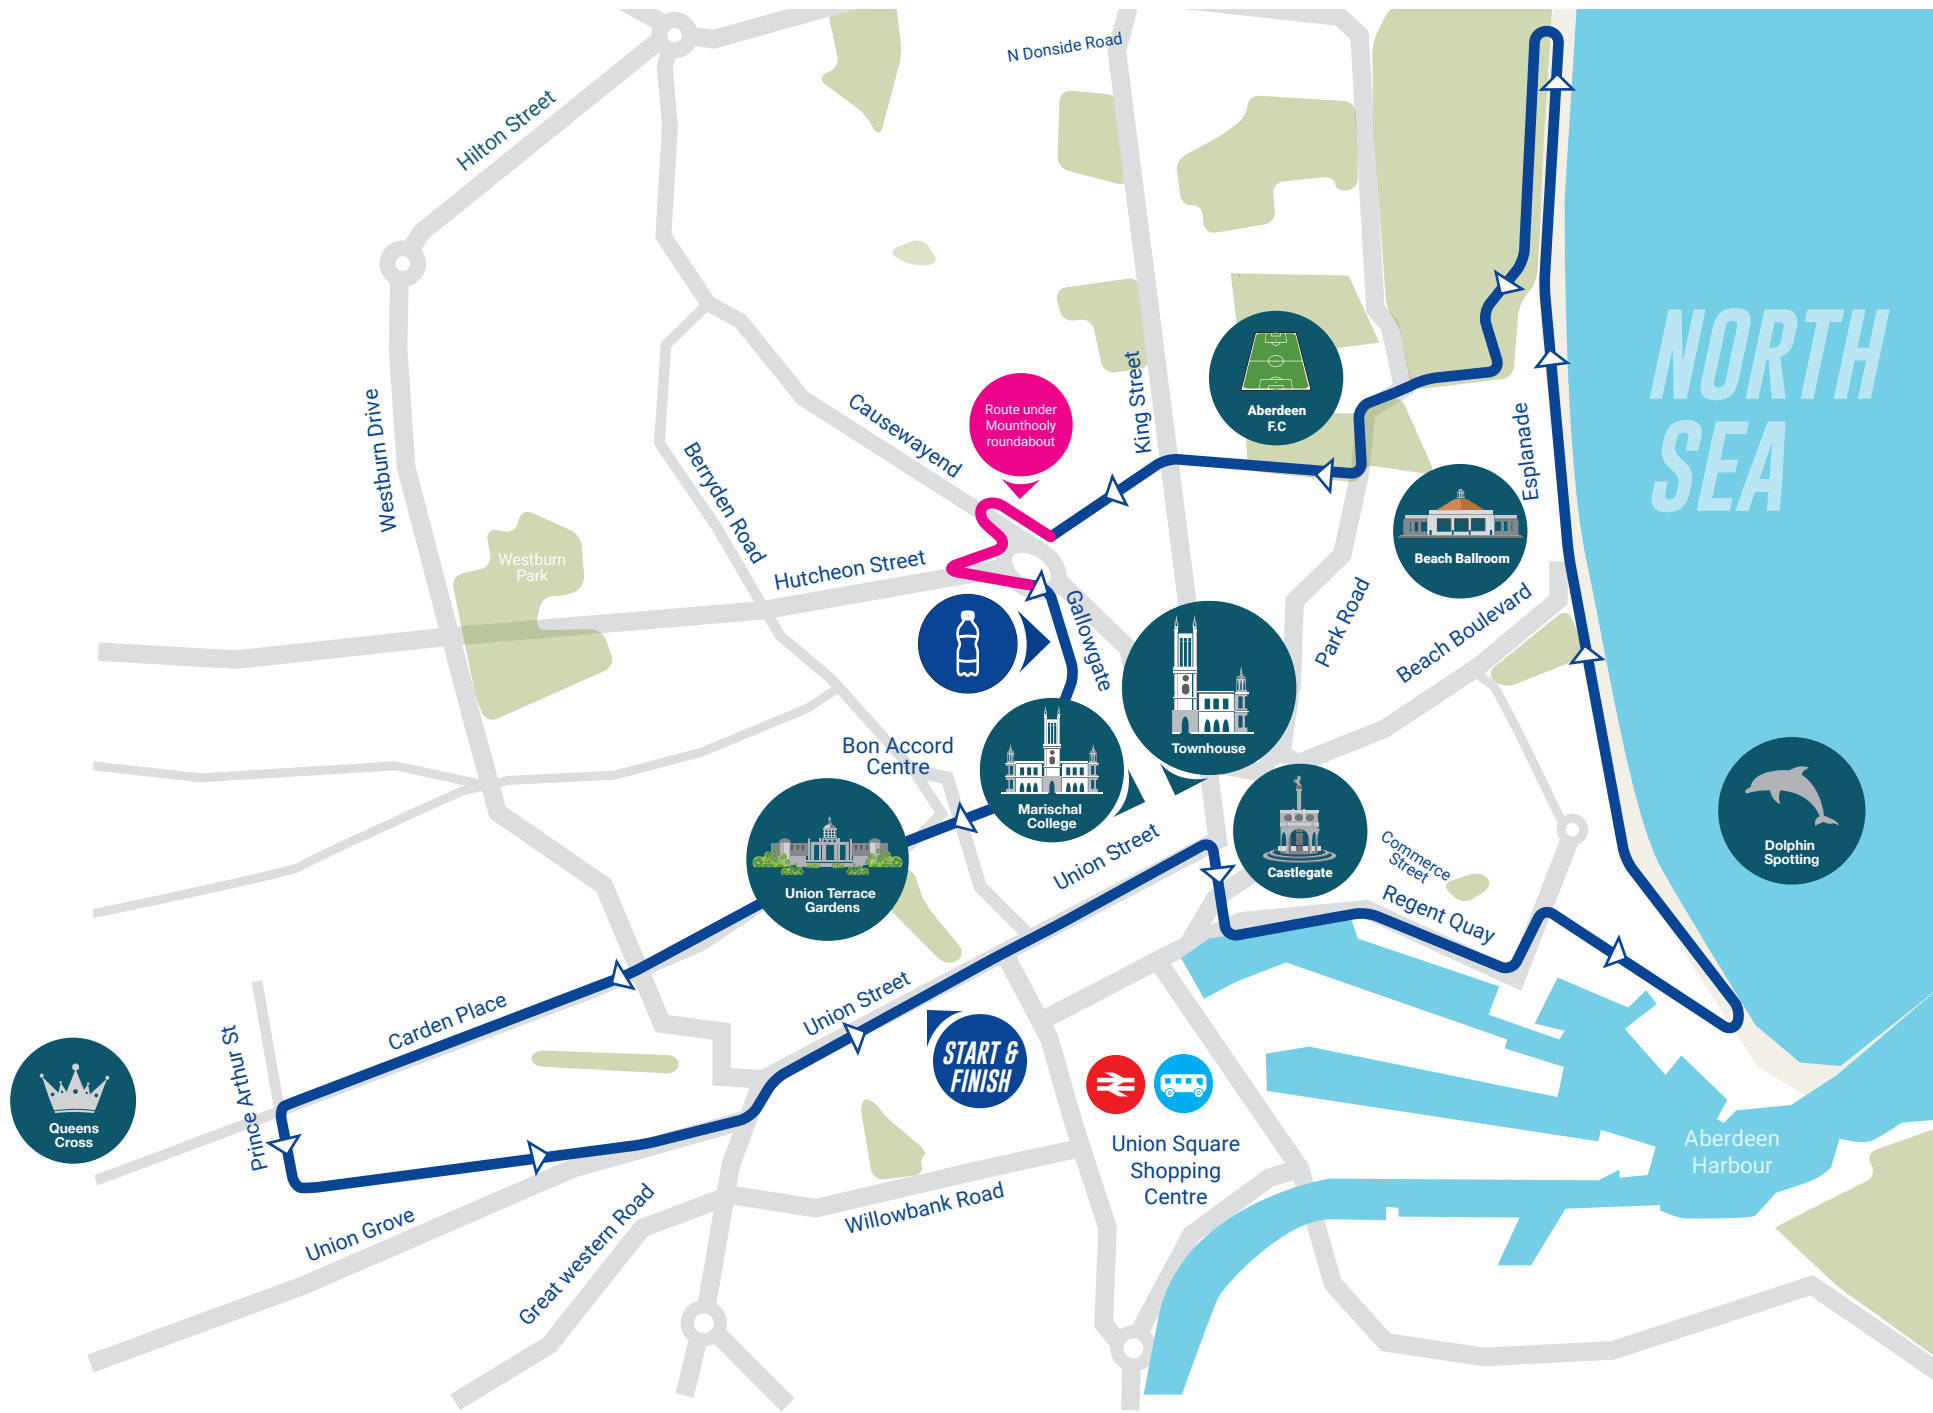 N Donside Road
Hilton Street
NORTH
SEA
Westburn Drive
Causewayend
Route under
Mounthooly
roundabout
King Street
Aberdeen
F.C
Esplanade
Berryden Road
Westburn
Park
Hutcheon Street
Beach Ballroom
Gallowgate
Park Road
Beach Boulevard
Townhouse
Bon Accord
Centre
Marischal
College
Union Street
Castlegate
Commerce
Street
Regent Quay
Dolphin
Spotting
Union Terrace
Gardens
Carden Place
Union Street
START &
FINISH
Prince Arthur St
Queens
Cross
Union Square
Shopping
Centre
Aberdeen
Harbour
Union Grove
Great western Road
Willowbank Road